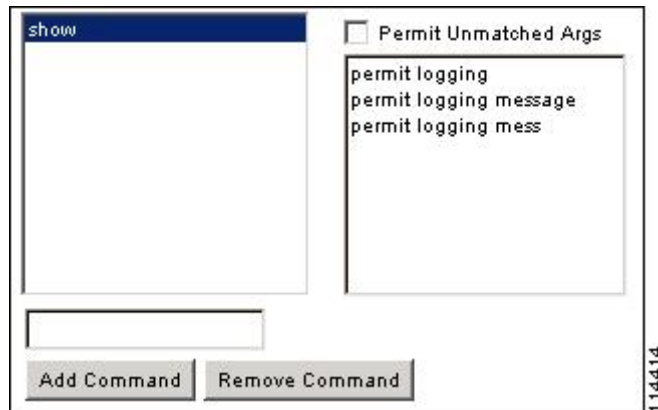 show
Permit Unmatched Args
permit logging
permit logging message
permit logging mess
Add Command
Remove Command
114414